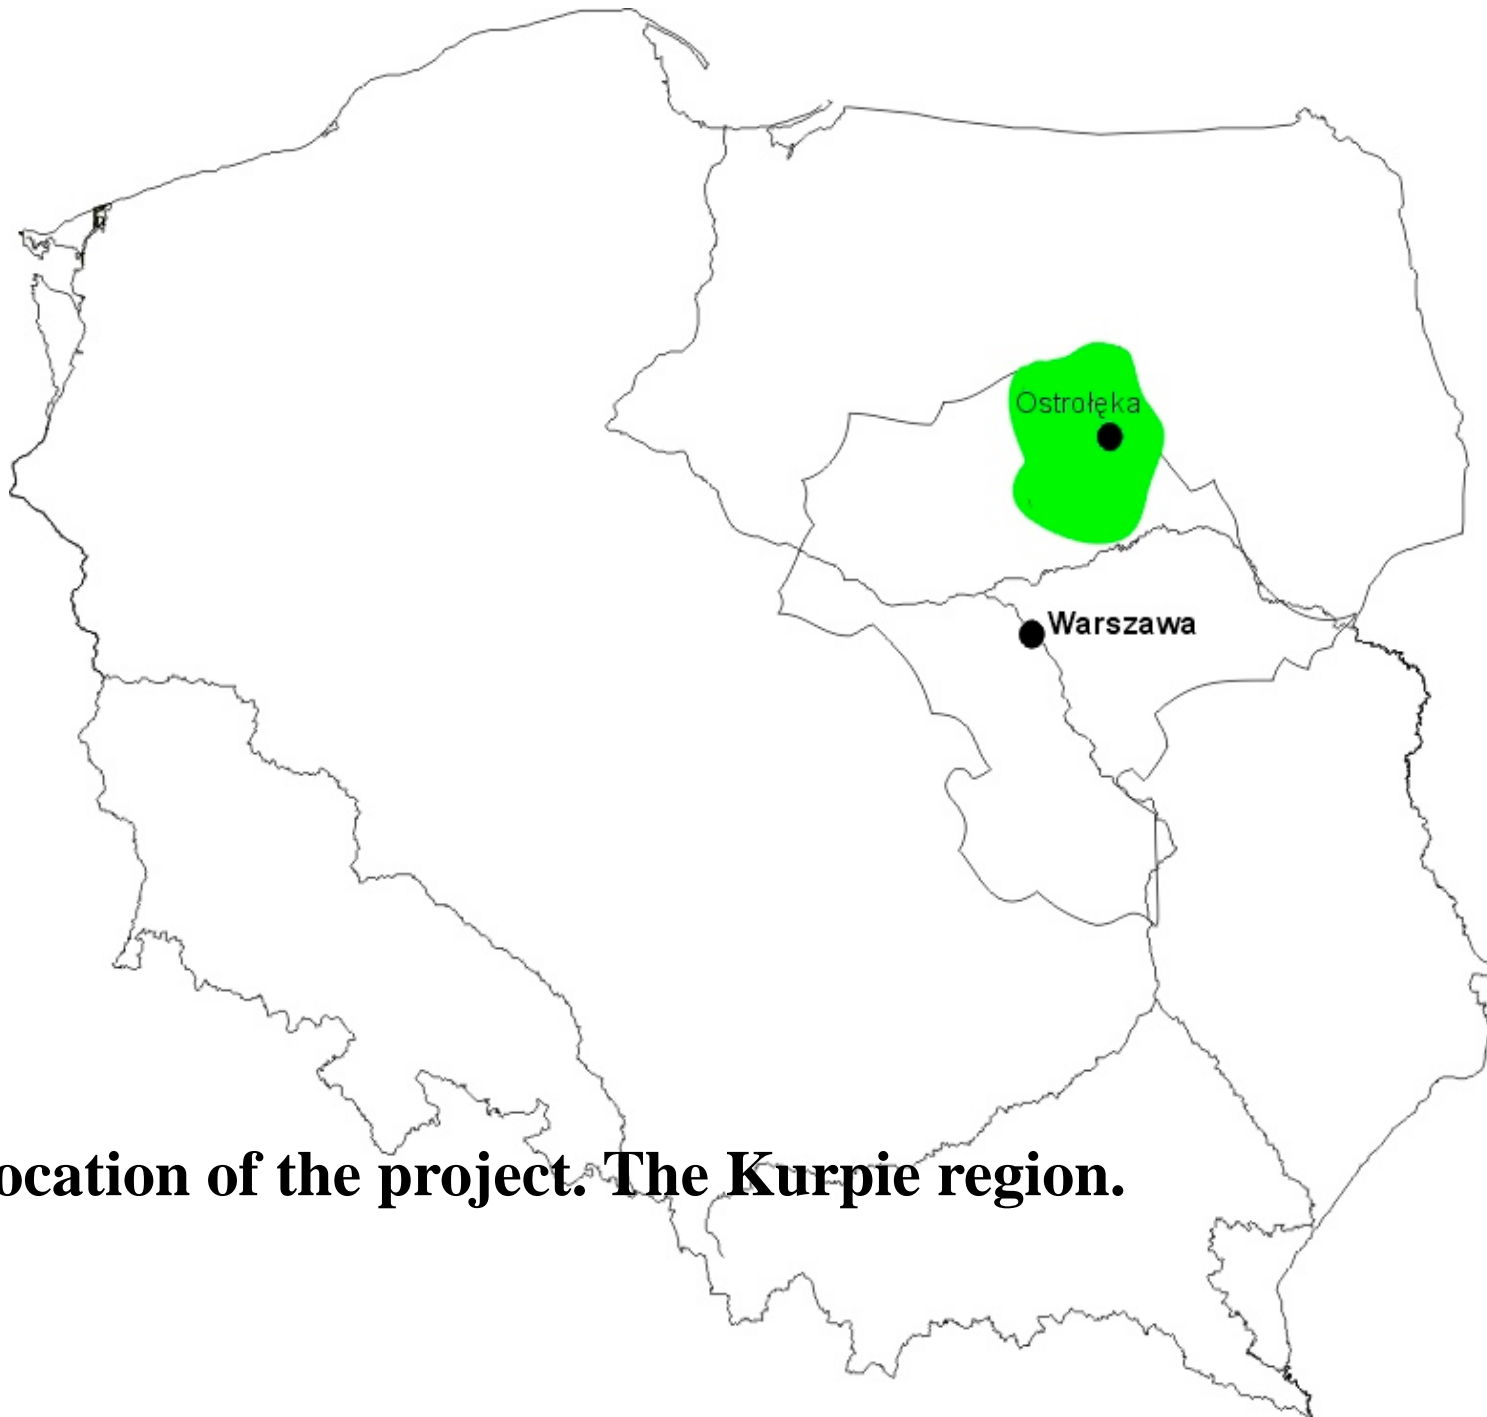 Ostrołęka
Warszawa
ocation of the project. The Kurpie region.